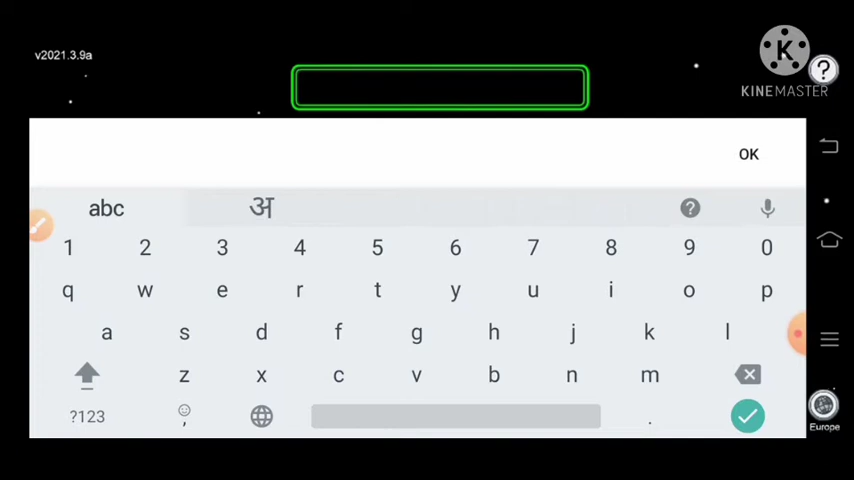 v2021.3.9a
K
KINEMASTER
?
OK
abc अ ?
1 2 3 4 5 6 7 8 9 0
q w e r t y u i o p
a s d f g h j k l
z x c v b n m
?123 , .
Europe